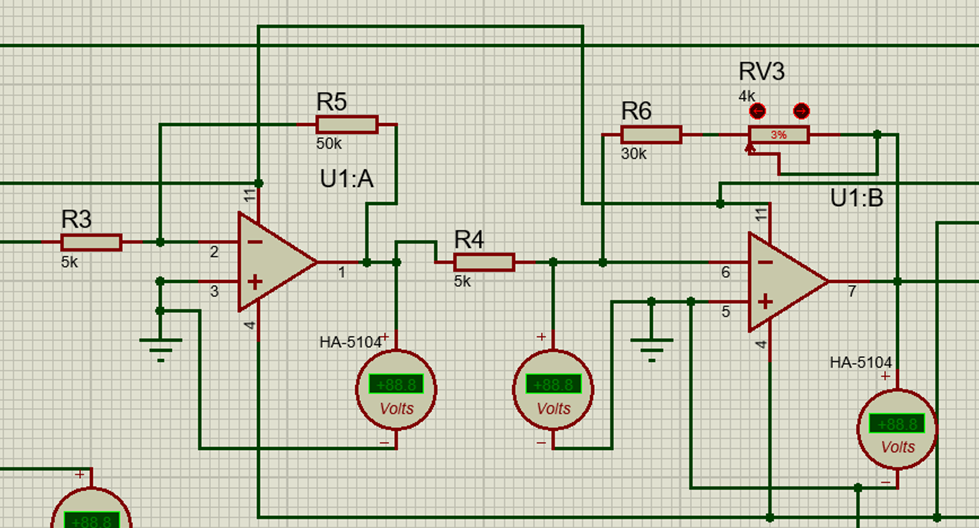 RV3
4k
3%
R5
50k
R6
30k
U1:A
U1:B
11
11
R3
5k
2
3
1
4
R4
5k
6
5
7
4
HA-5104
HA-5104
+88.8
Volts
+88.8
Volts
+88.8
Volts
+88.8